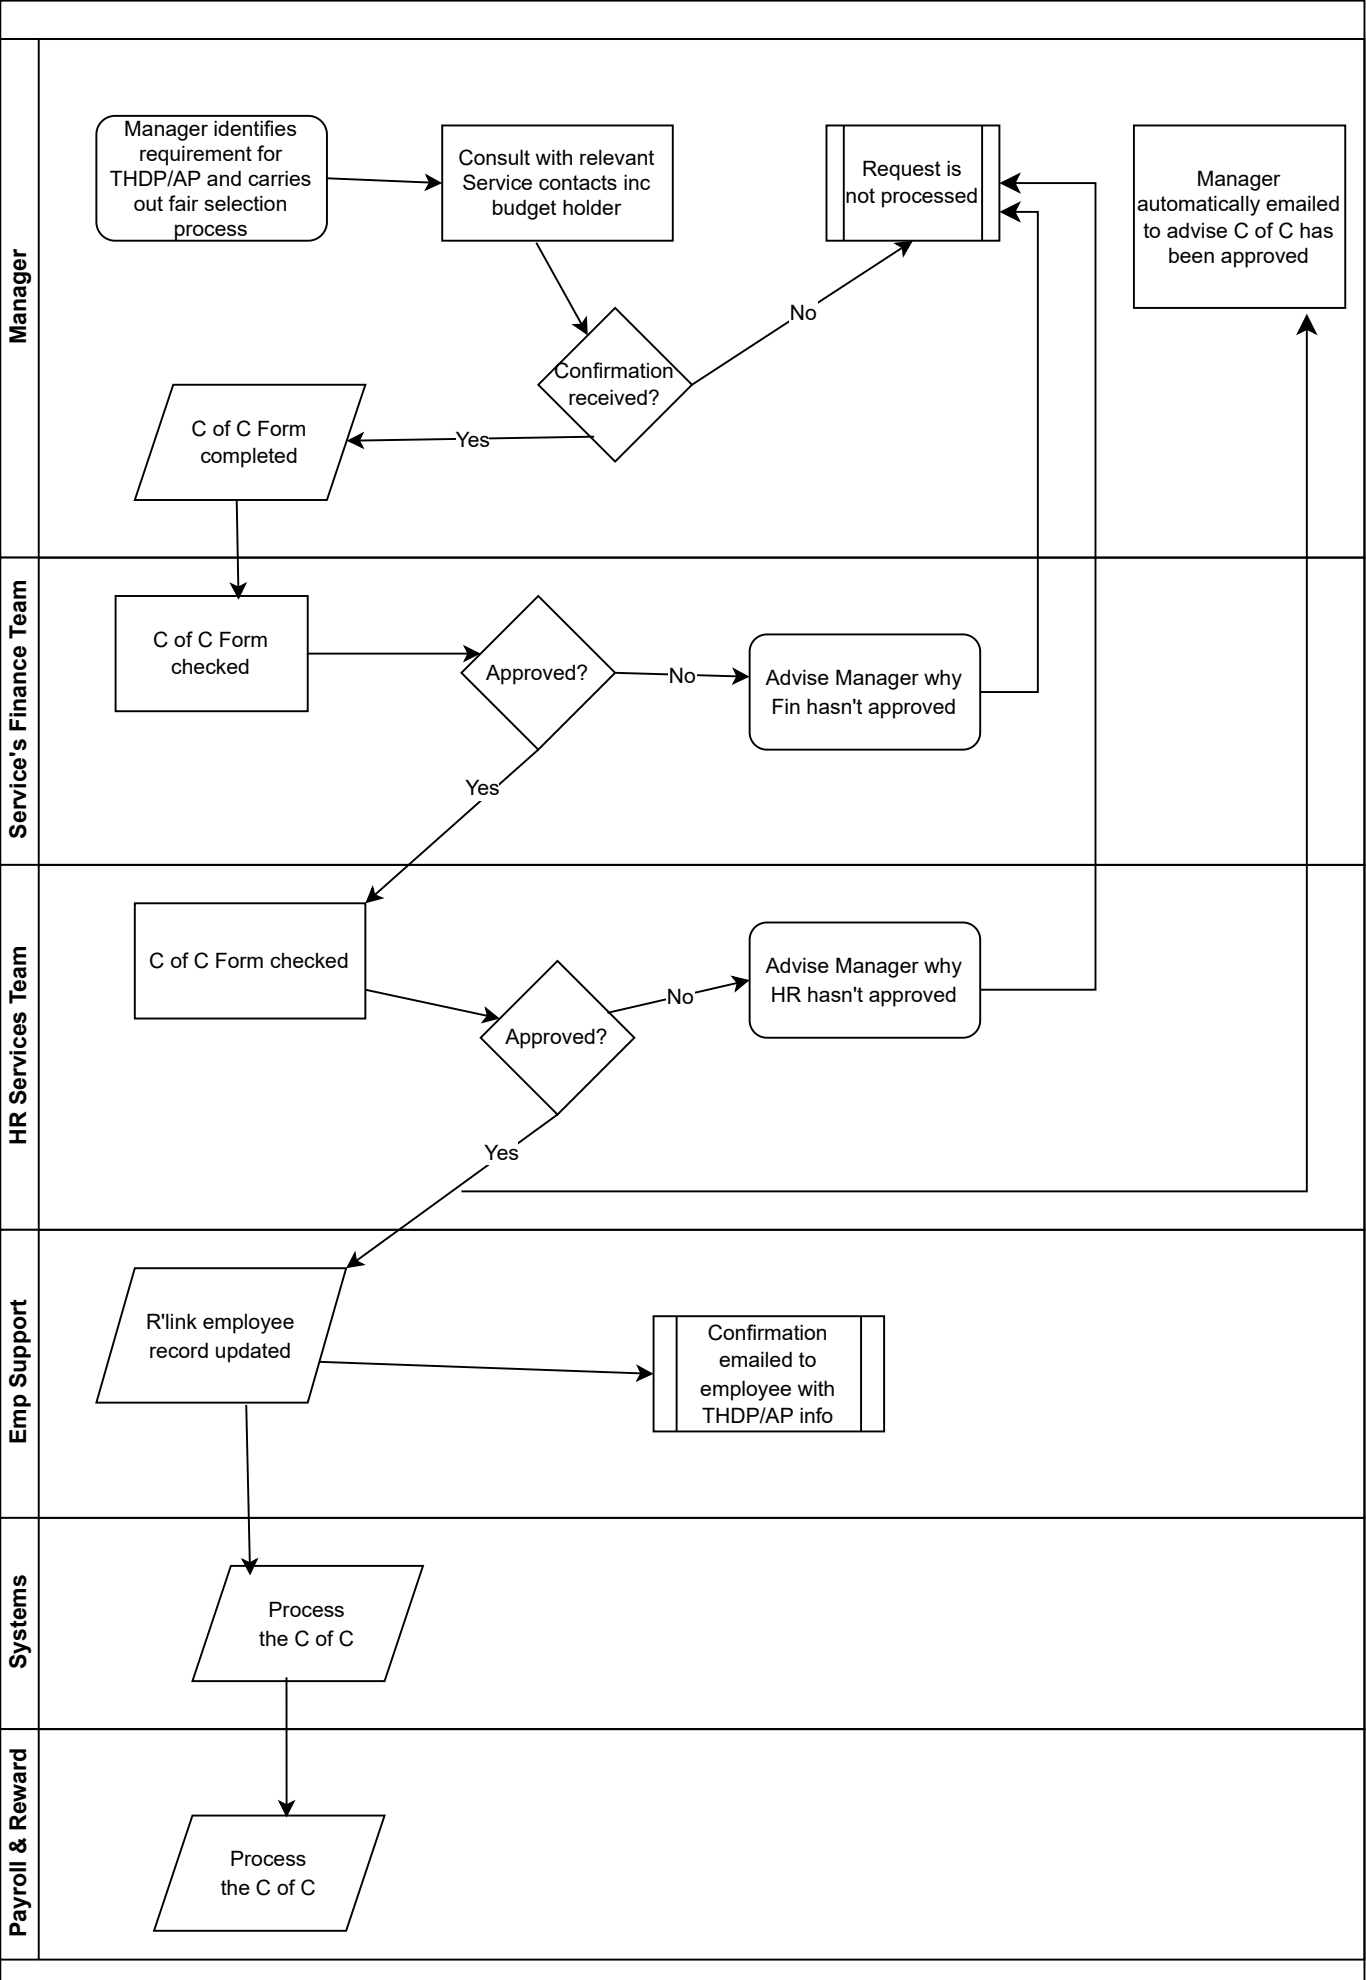 Manager
Manager identifies
requirement for
THDP/AP and carries
out fair selection
process
Consult with relevant
Service contacts inc
budget holder
Request is
not processed
Manager
automatically emailed
to advise C of C has
been approved
No
Confirmation
received?
Yes
C of C Form
completed
Service's Finance Team
C of C Form
checked
Approved?
No
Advise Manager why
Fin hasn't approved
Yes
HR Services Team
C of C Form checked
Approved?
No
Advise Manager why
HR hasn't approved
Yes
Emp Support
R'link employee
record updated
Confirmation
emailed to
employee with
THDP/AP info
Systems
Process
the C of C
Payroll & Reward
Process
the C of C